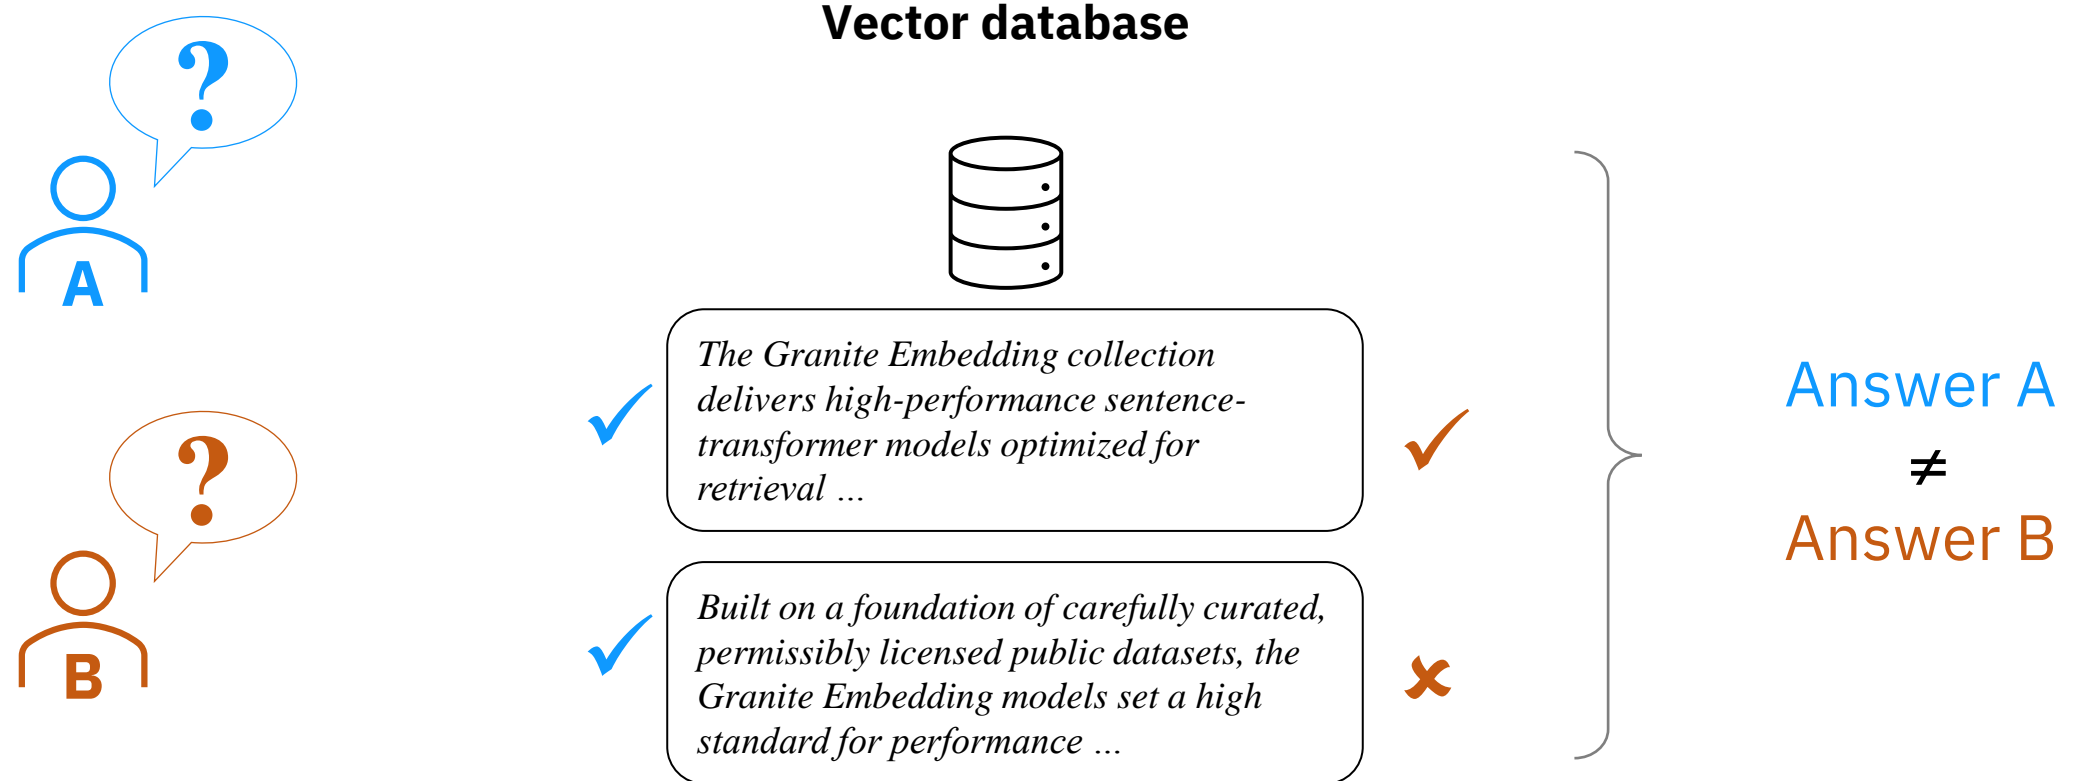 Vector database
?
A
The Granite Embedding collection
delivers high-performance sentence-
transformer models optimized for
retrieval …
?
B
Built on a foundation of carefully curated,
permissibly licensed public datasets, the
Granite Embedding models set a high
standard for performance …
Answer A
≠
Answer B